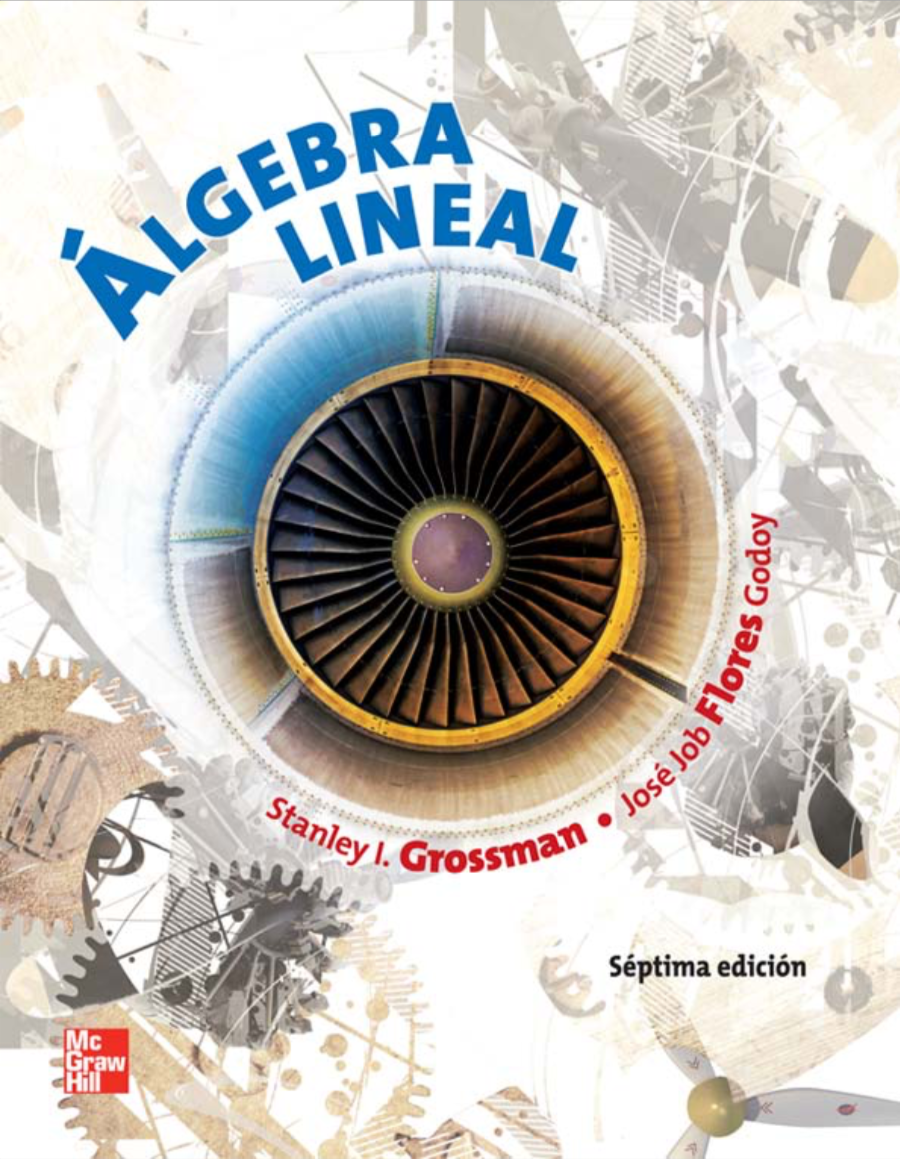 ÁLGEBRA
LINEAL
Stanley I. Grossman • José Job Flores Godoy
Séptima edición
Mc
Graw
Hill